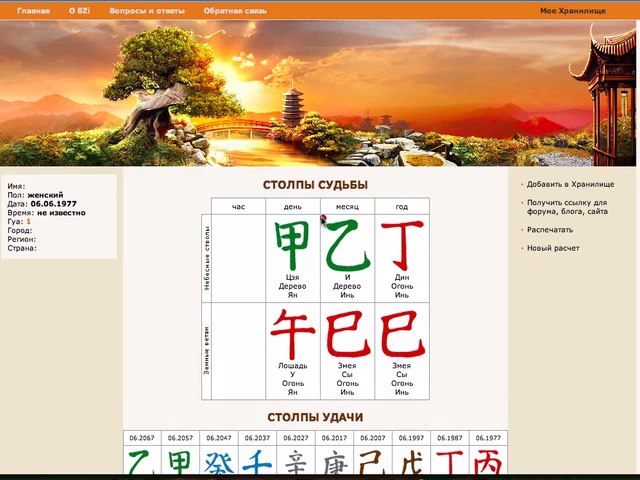 Главная О BZi Вопросы и ответы Обратная связь Мое Хранилище
Имя:
Пол: женский
Дата: 06.06.1977
Время: не известно
Гуа: 1
Город:
Регион:
Страна:
СТОЛПЫ СУДЬБЫ
час день месяц год
Небесные стволы
甲 乙 丁
Цзя И Дин
Дерево Дерево Огонь
Ян Инь Инь
Земные ветви
午 巳 巳
Лошадь Змея Змея
У Сы Сы
Огонь Огонь Огонь
Ян Инь Инь
СТОЛПЫ УДАЧИ
06.2067 06.2057 06.2047 06.2037 06.2027 06.2017 06.2007 06.1997 06.1987 06.1977
乙 甲 癸 壬 辛 庚 己 戊 丁 丙
Добавить в Хранилище
Получить ссылку для
форума, блога, сайта
Распечатать
Новый расчет